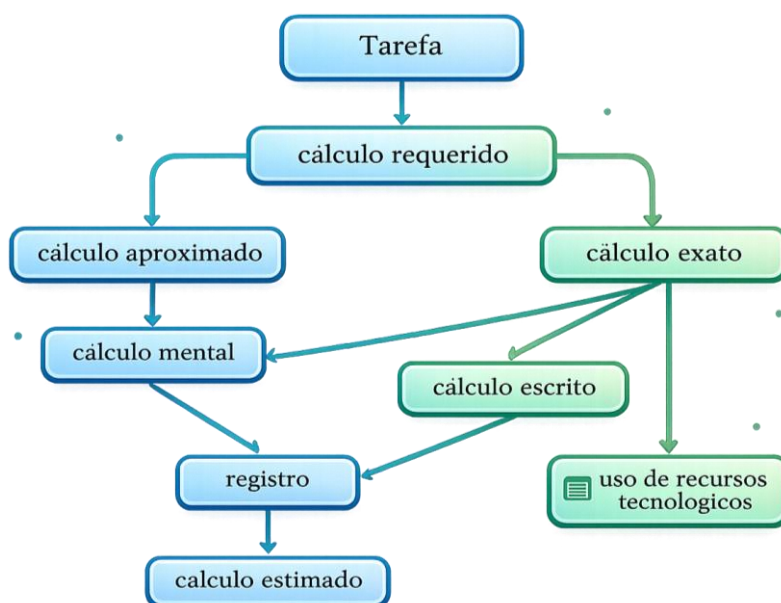 Tarefa
cálculo requerido
cálculo aproximado
cálculo exato
cálculo mental
cálculo escrito
registro
uso de recursos
tecnologicos
calculo estimado